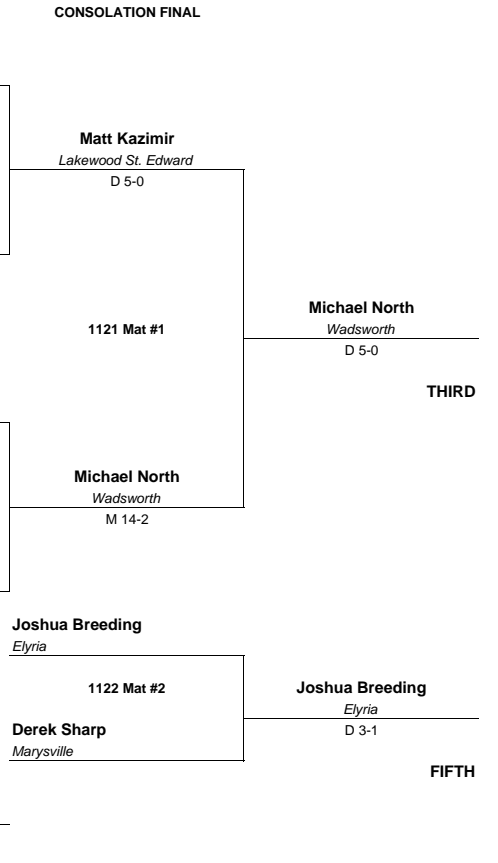 CONSOLATION FINAL
Matt Kazimir
Lakewood St. Edward
D 5-0
1121 Mat #1
Michael North
Wadsworth
D 5-0
THIRD
Michael North
Wadsworth
M 14-2
Joshua Breeding
Elyria
1122 Mat #2
Joshua Breeding
Elyria
Derek Sharp
D 3-1
Marysville
FIFTH